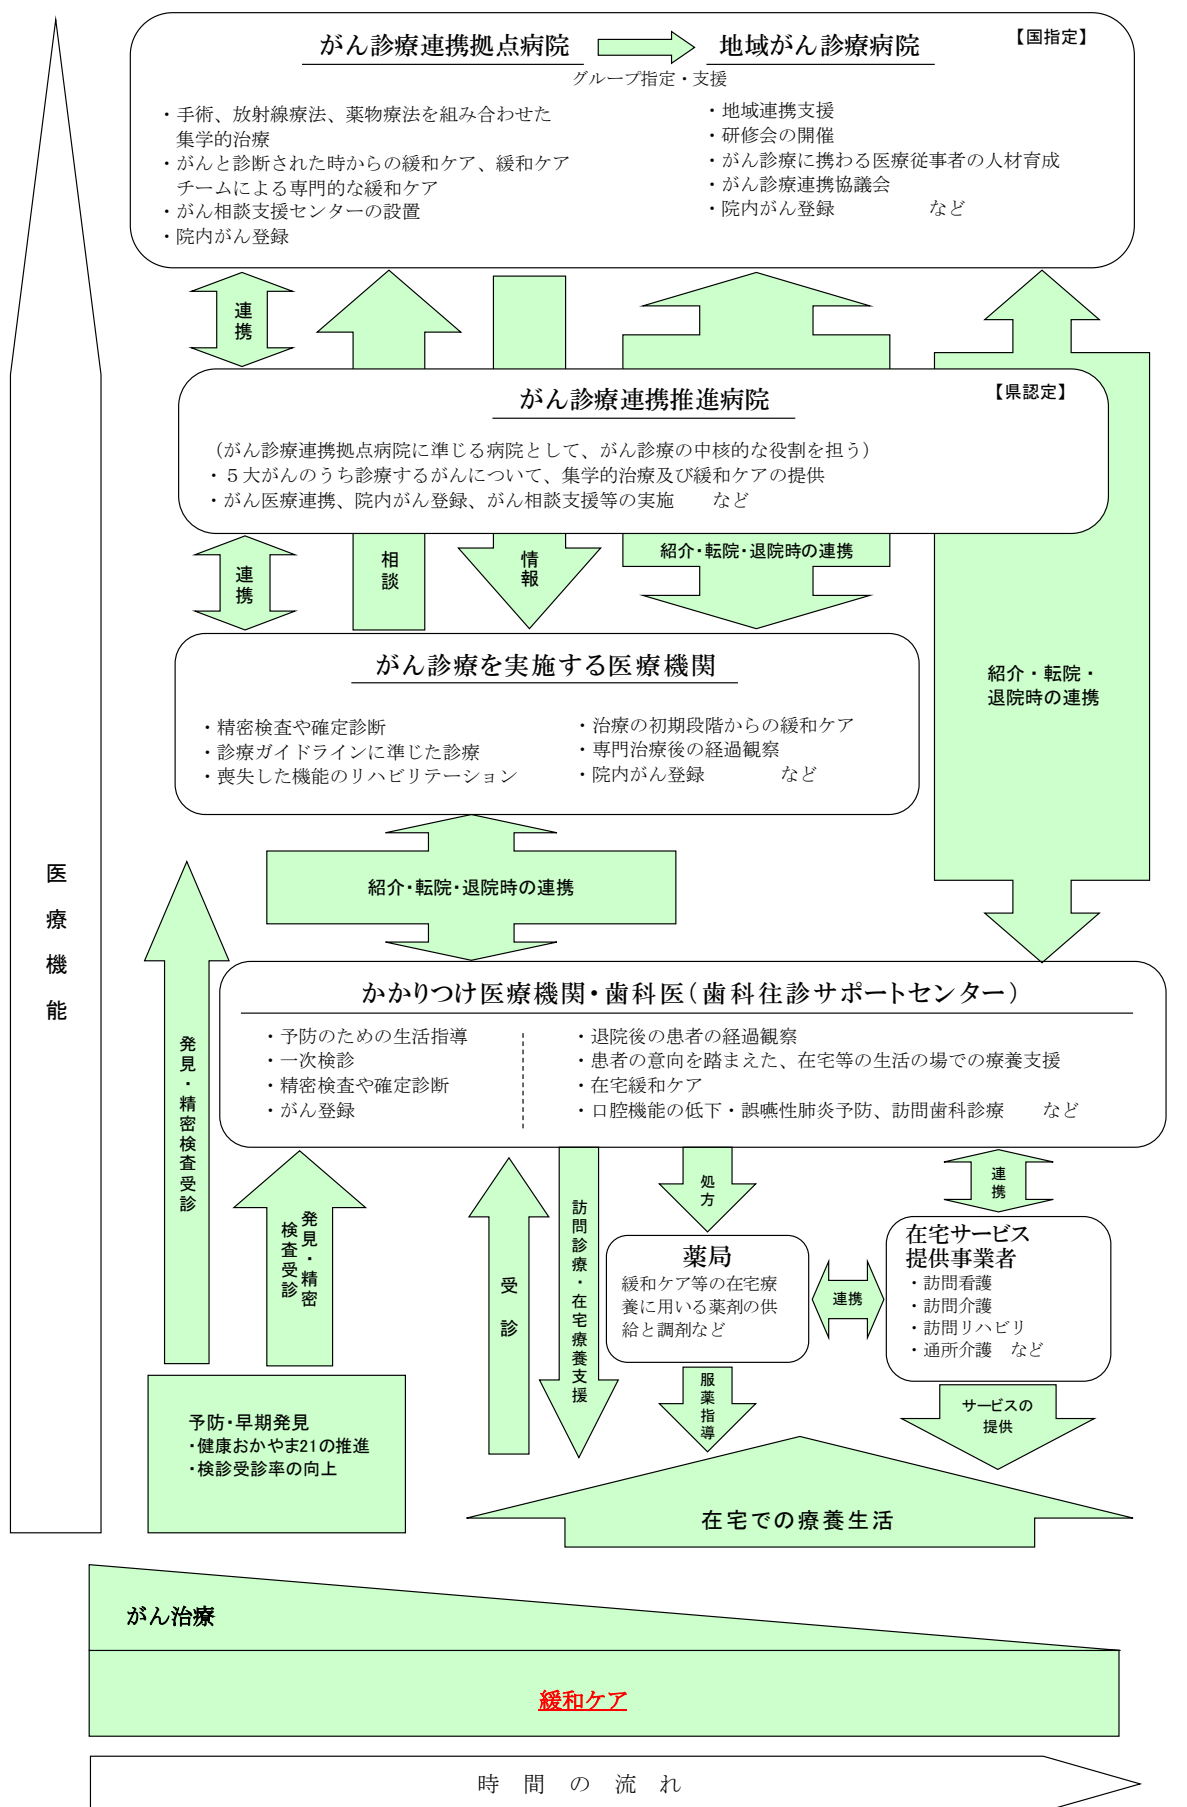 がん診療連携拠点病院
地域がん診療病院
【国指定】
グループ指定・支援
・手術、放射線療法、薬物療法を組み合わせた
集学的治療
・がんと診断された時からの緩和ケア、緩和ケア
チームによる専門的な緩和ケア
・がん相談支援センターの設置
・院内がん登録
・地域連携支援
・研修会の開催
・がん診療に携わる医療従事者の人材育成
・がん診療連携協議会
・院内がん登録 など
連携
がん診療連携推進病院
【県認定】
(がん診療連携拠点病院に準じる病院として、がん診療の中核的な役割を担う)
・５大がんのうち診療するがんについて、集学的治療及び緩和ケアの提供
・がん医療連携、院内がん登録、がん相談支援等の実施 など
連携
相談
情報
紹介・転院・退院時の連携
紹介・転院・
退院時の連携
がん診療を実施する医療機関
・精密検査や確定診断
・診療ガイドラインに準じた診療
・喪失した機能のリハビリテーション
・治療の初期段階からの緩和ケア
・専門治療後の経過観察
・院内がん登録 など
紹介・転院・退院時の連携
医療機能
発見・精密検査受診
かかりつけ医療機関・歯科医（歯科往診サポートセンター）
・予防のための生活指導
・一次検診
・精密検査や確定診断
・がん登録
・退院後の患者の経過観察
・患者の意向を踏まえた、在宅等の生活の場での療養支援
・在宅緩和ケア
・口腔機能の低下・誤嚥性肺炎予防、訪問歯科診療 など
発見・精密
検査受診
受診
訪問診療・在宅療養支援
処方
連携
薬局
緩和ケア等の在宅療
養に用いる薬剤の供
給と調剤など
連携
在宅サービス
提供事業者
・訪問看護
・訪問介護
・訪問リハビリ
・通所介護 など
服薬指導
サービスの
提供
予防・早期発見
・健康おかやま21の推進
・検診受診率の向上
在宅での療養生活
がん治療
緩和ケア
時間の流れ